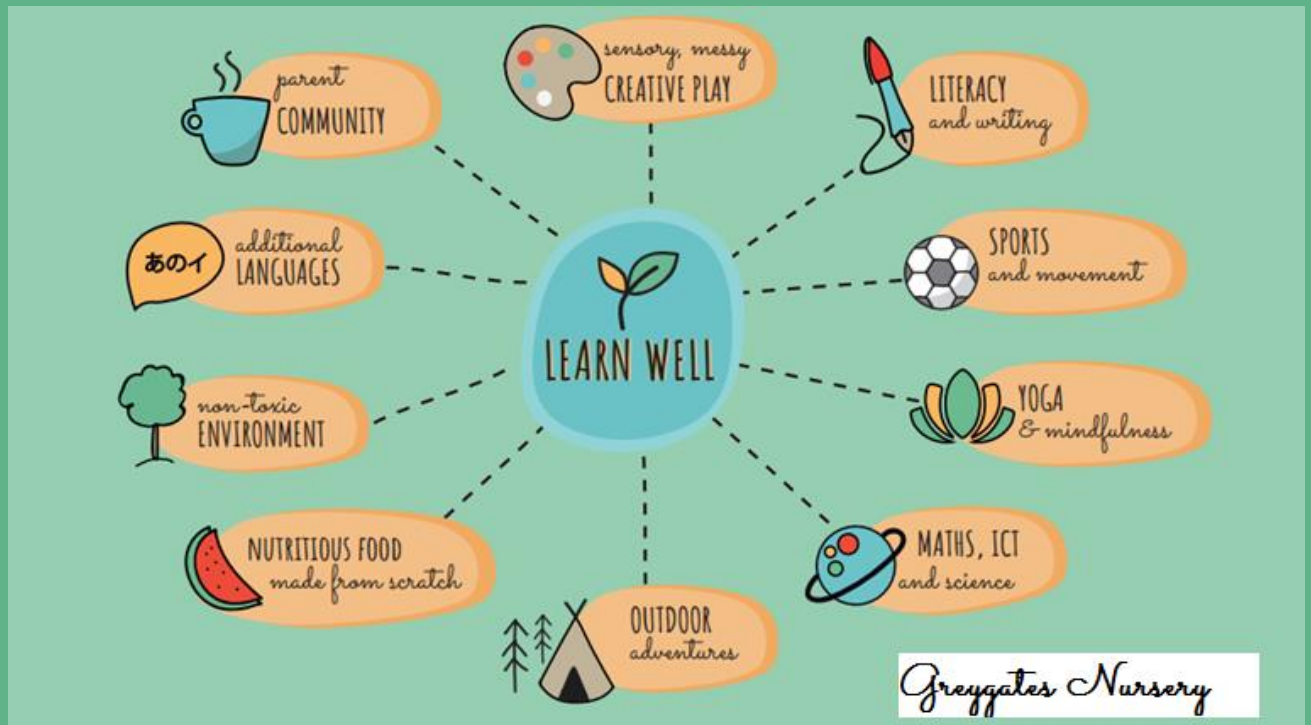 parent
COMMUNITY
sensory, messy
CREATIVE PLAY
LITERACY
and writing
additional
LANGUAGES
あのイ
SPORTS
and movement
LEARN WELL
non-toxic
ENVIRONMENT
YOGA
& mindfulness
NUTRITIOUS FOOD
made from scratch
MATHS, ICT
and science
OUTDOOR
adventures
Greygates Nursery